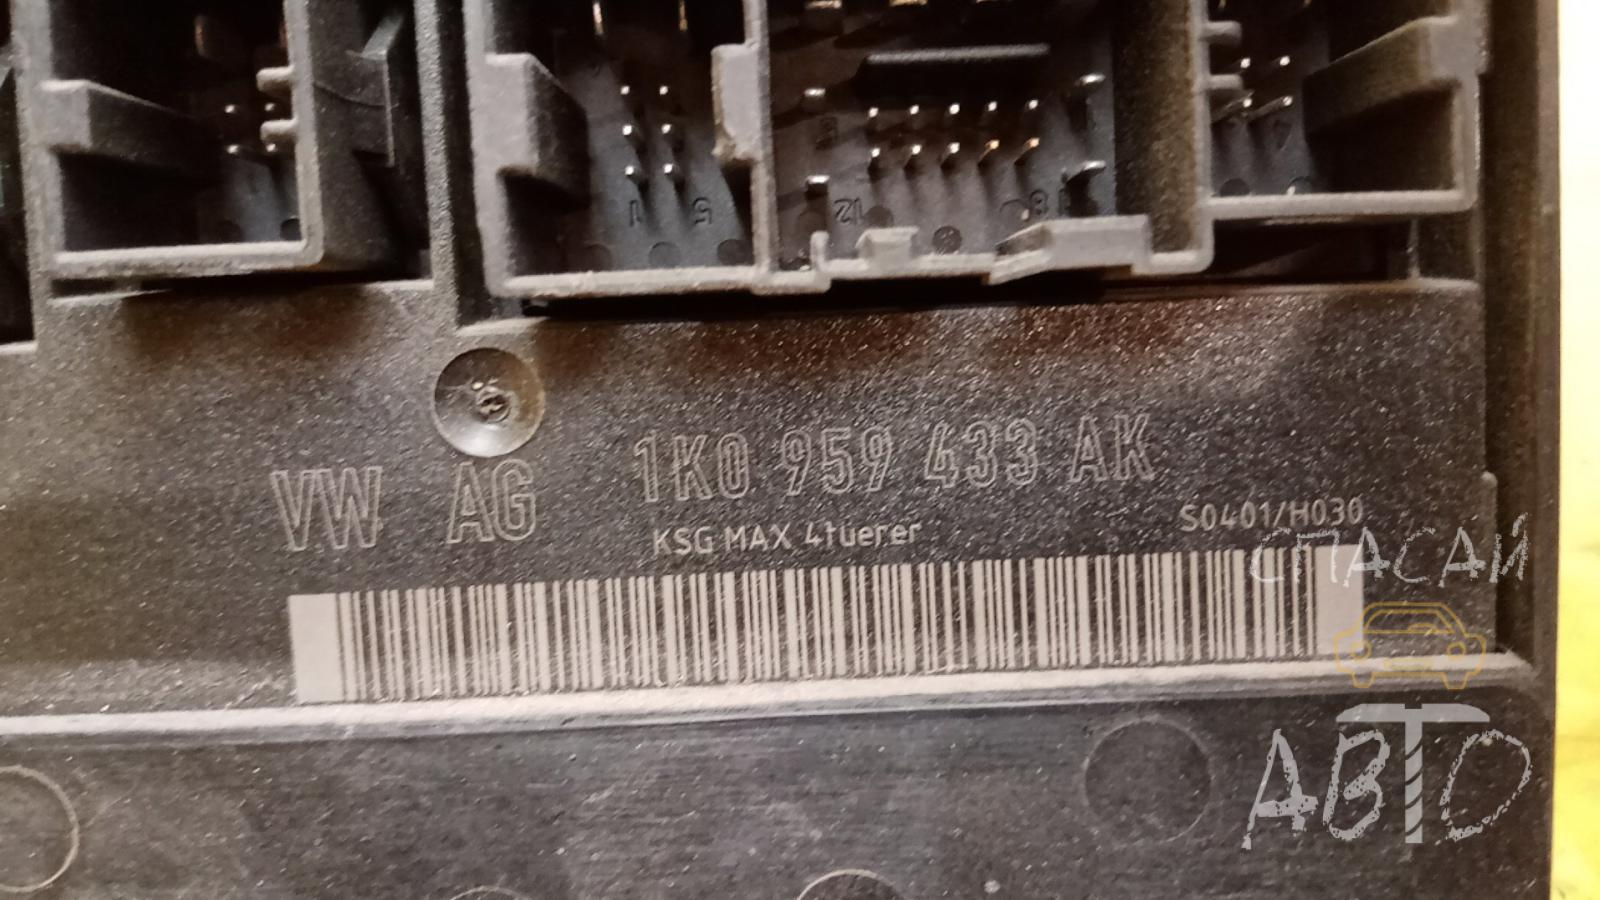 1 5 12 8
VW AG 1K0 959 433 AK
KSG MAX 4tuerer S0401/H030
СПАСАЙ
АВТО